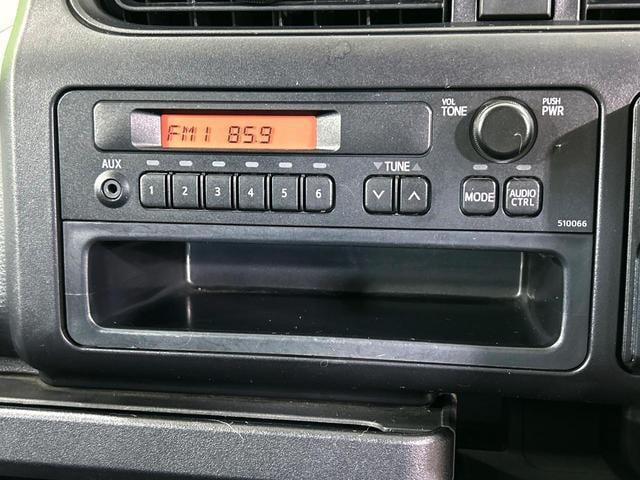 FM1 85.9
VOL
TONE
PUSH
PWR
AUX
1 2 3 4 5 6
▼TUNE▲
MODE
AUDIO
CTRL
510066